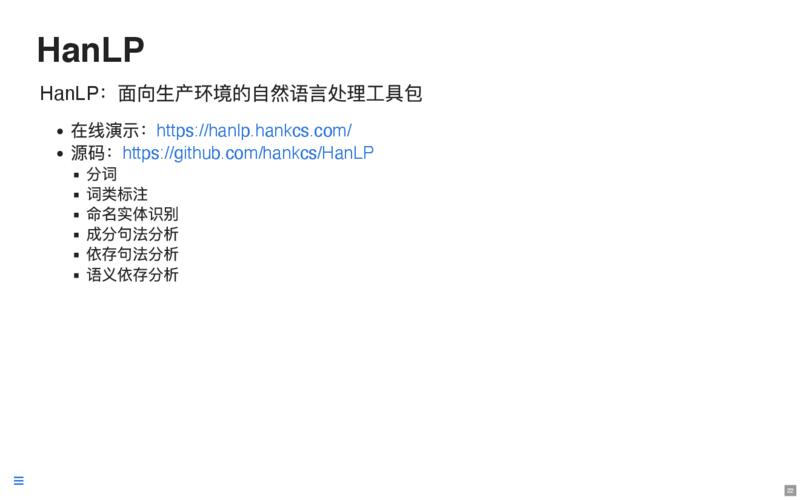 HanLP
HanLP：面向生产环境的自然语言处理工具包
在线演示：https://hanlp.hankcs.com/
源码：https://github.com/hankcs/HanLP
分词
词类标注
命名实体识别
成分句法分析
依存句法分析
语义依存分析
22